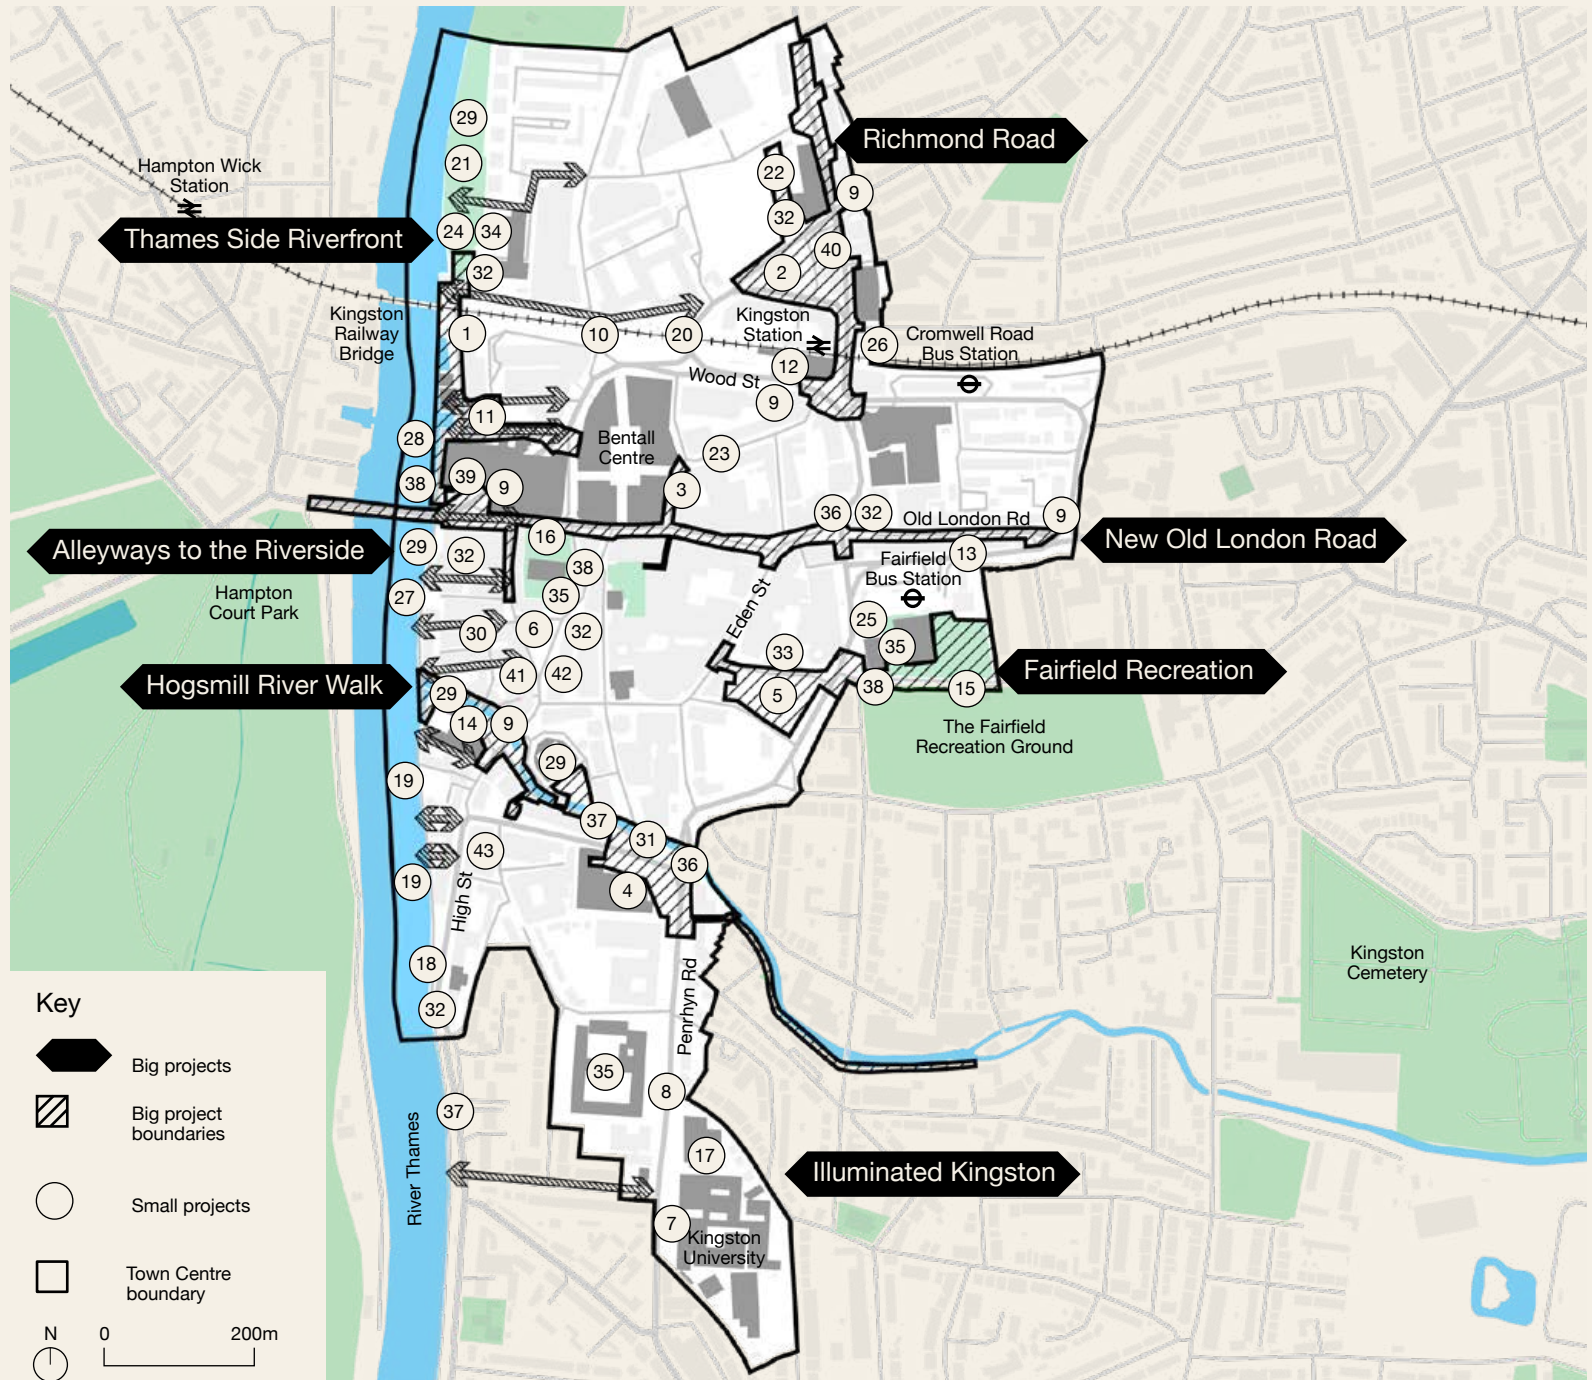 29
21
Richmond Road
Hampton Wick
Station
22
9
32
24
34
Thames Side Riverfront
40
32
2
Kingston
Railway
Bridge
1
10
20
Kingston
Station
26
Cromwell Road
Bus Station
12
Wood St
9
11
28
Bentall
Centre
23
38
39
9
3
36
32
Old London Rd
9
16
New Old London Road
Alleyways to the Riverside
29
32
38
13
Fairfield
Bus Station
27
Hampton
Court Park
35
Eden St
25
30
6
32
33
35
Hogsmill River Walk
41
42
Fairfield Recreation
29
5
38
15
14
9
The Fairfield
Recreation Ground
29
19
37
31
43
36
19
4
High St
18
Kingston
Cemetery
32
Penrhyn Rd
35
8
37
River Thames
17
Illuminated Kingston
7
Kingston
University
Key
Big projects
Big project
boundaries
Small projects
Town Centre
boundary
N
0
200m